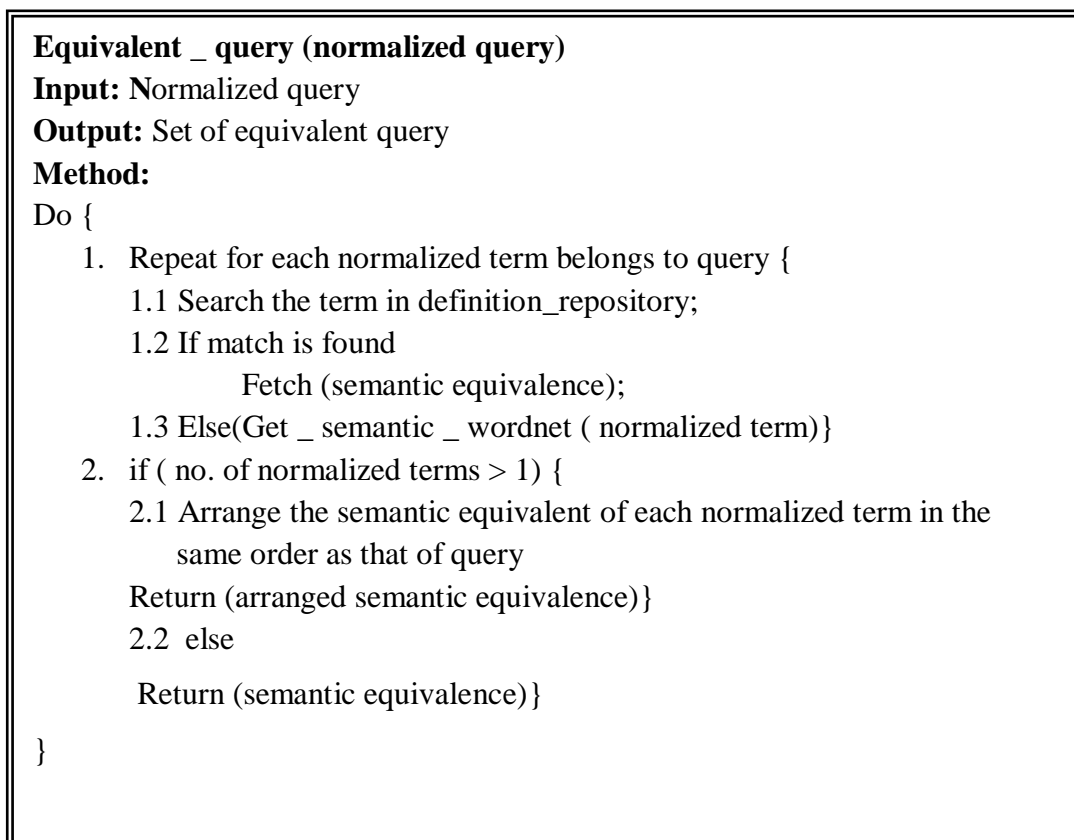 Equivalent _ query (normalized query)
Input: Normalized query
Output: Set of equivalent query
Method:
Do {
1. Repeat for each normalized term belongs to query {
1.1 Search the term in definition_repository;
1.2 If match is found
Fetch (semantic equivalence);
1.3 Else(Get _ semantic _ wordnet ( normalized term)}
2. if ( no. of normalized terms > 1) {
2.1 Arrange the semantic equivalent of each normalized term in the
same order as that of query
Return (arranged semantic equivalence)}
2.2 else
Return (semantic equivalence)}
}